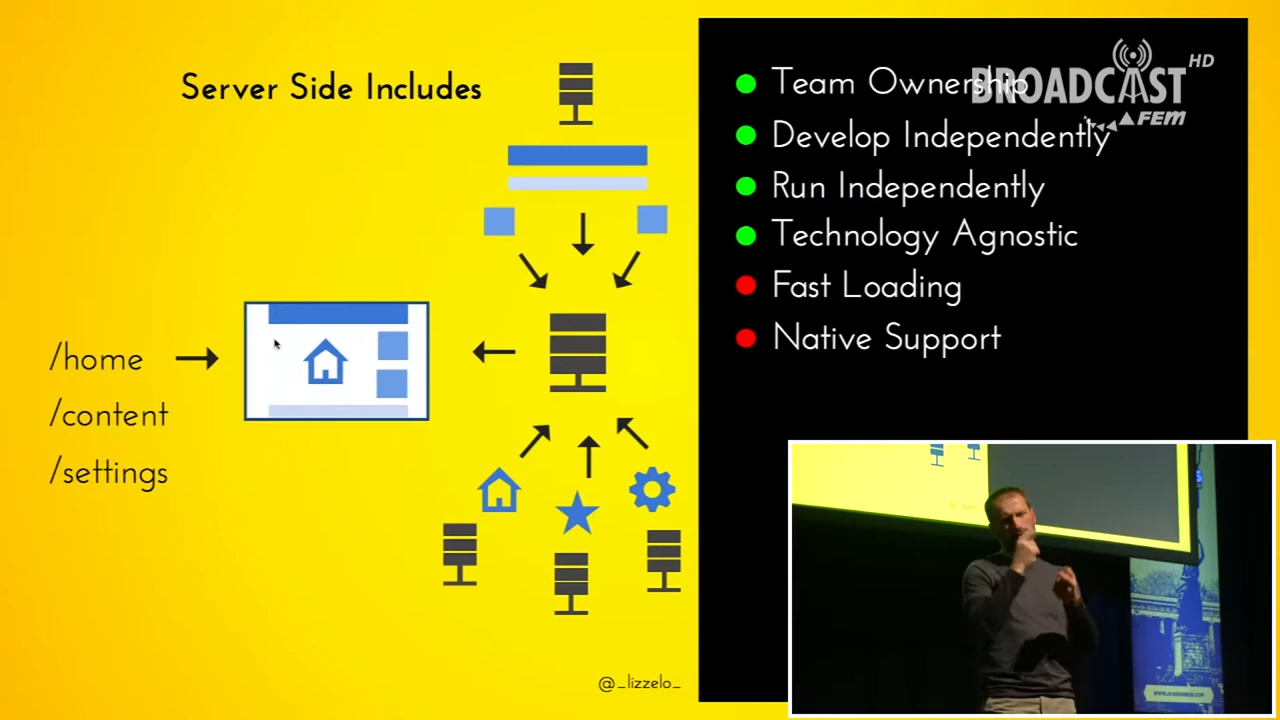 Server Side Includes
/home
/content
/settings
@_lizzelo_
Team Ownership
Develop Independently
Run Independently
Technology Agnostic
Fast Loading
Native Support
BROADCAST HD
FEM